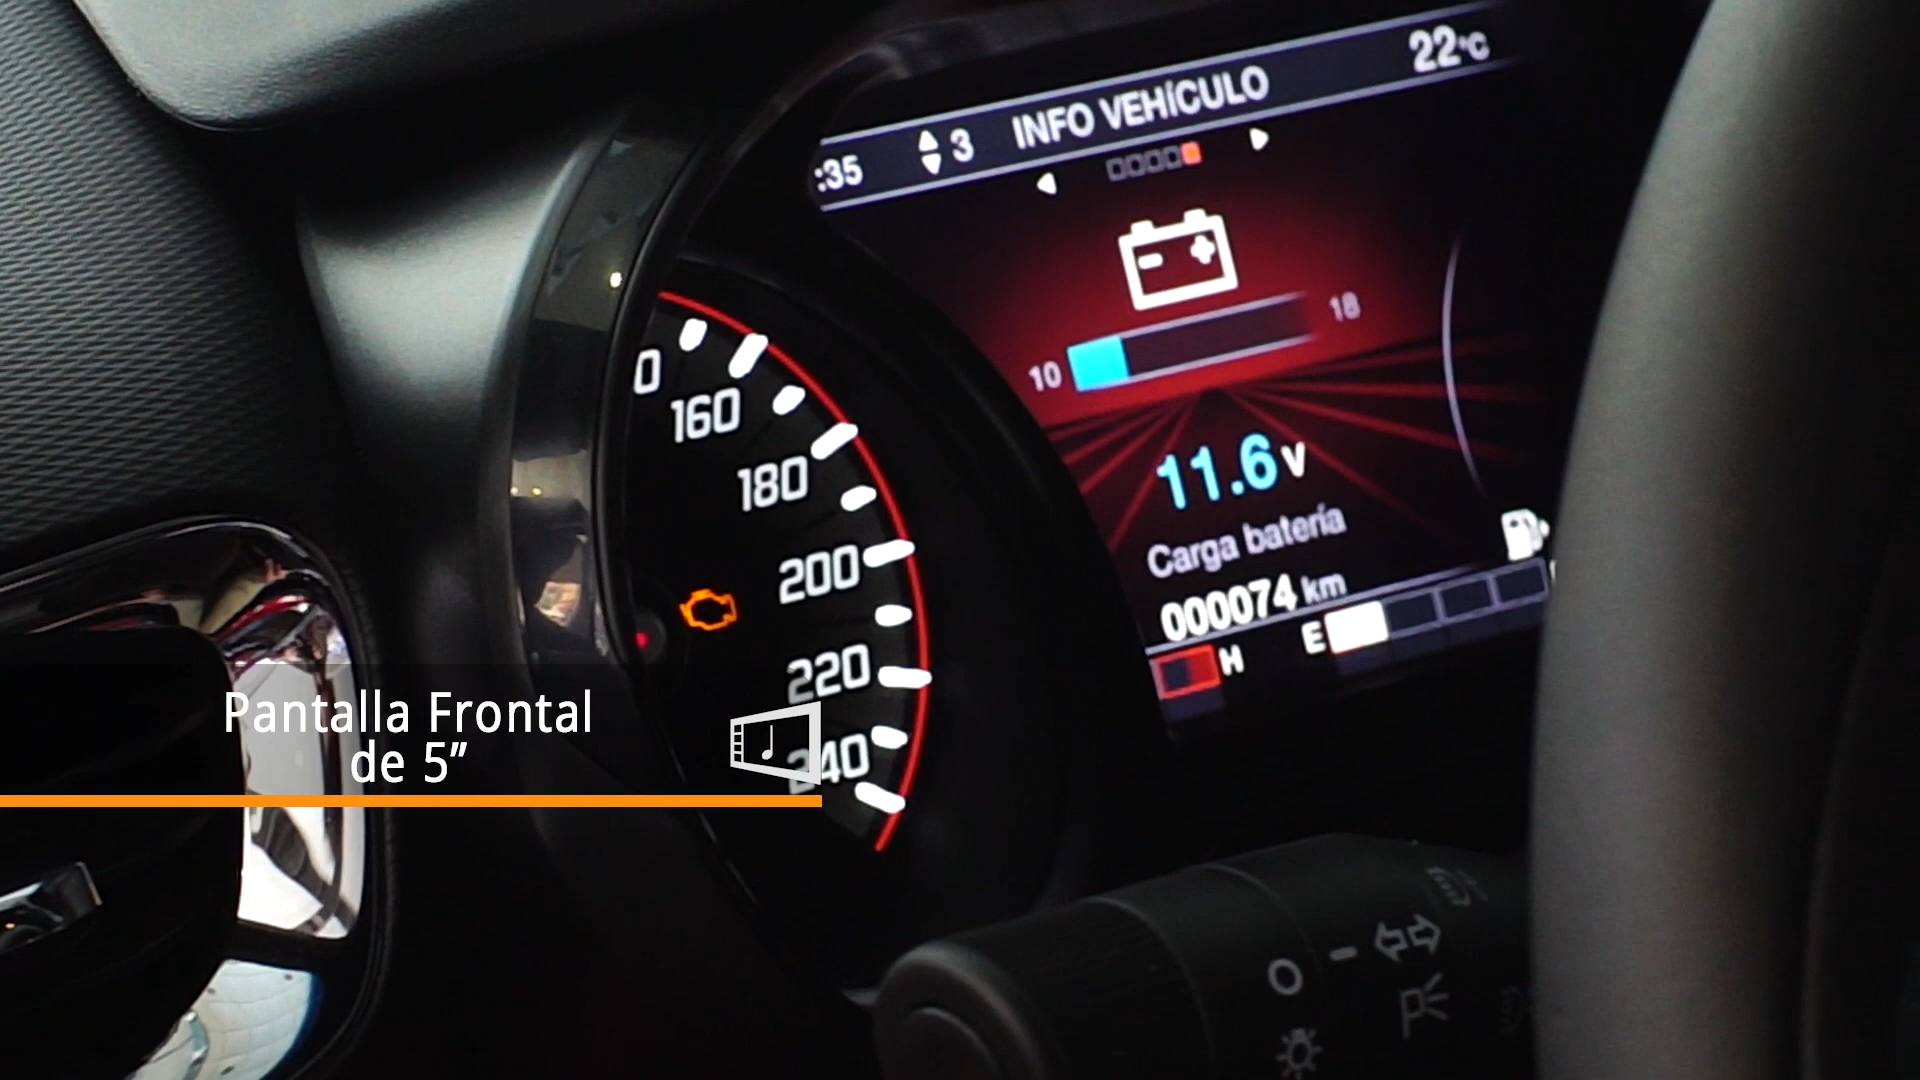 :35 3 INFO VEHÍCULO 22°C
10 18
11.6 V
Carga batería
000074 km
H E
0
160
180
200
220
240
Pantalla Frontal
de 5”